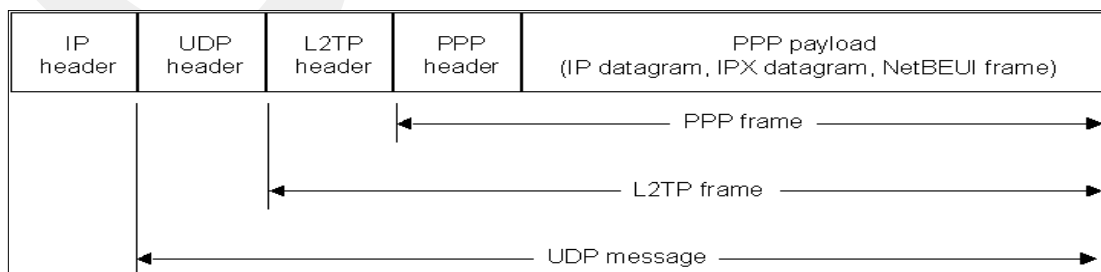 IP header
UDP header
L2TP header
PPP header
PPP payload
(IP datagram, IPX datagram, NetBEUI frame)
PPP frame
L2TP frame
UDP message